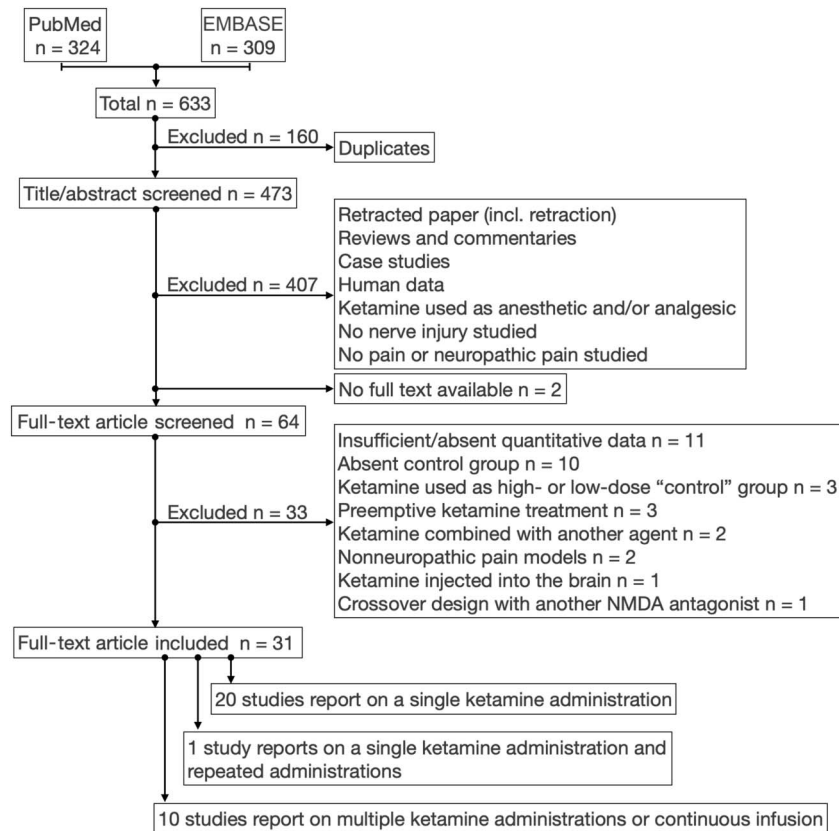 PubMed
n = 324
EMBASE
n = 309
Total n = 633
Excluded n = 160
Duplicates
Title/abstract screened n = 473
Retracted paper (incl. retraction)
Reviews and commentaries
Case studies
Human data
Ketamine used as anesthetic and/or analgesic
No nerve injury studied
No pain or neuropathic pain studied
Excluded n = 407
No full text available n = 2
Full-text article screened n = 64
Insufficient/absent quantitative data n = 11
Absent control group n = 10
Ketamine used as high- or low-dose “control” group n = 3
Preemptive ketamine treatment n = 3
Ketamine combined with another agent n = 2
Nonneuropathic pain models n = 2
Ketamine injected into the brain n = 1
Crossover design with another NMDA antagonist n = 1
Excluded n = 33
Full-text article included n = 31
20 studies report on a single ketamine administration
1 study reports on a single ketamine administration and
repeated administrations
10 studies report on multiple ketamine administrations or continuous infusion